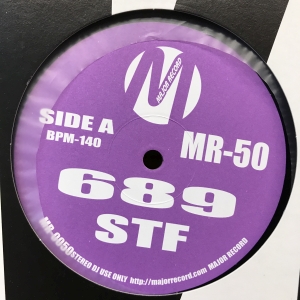 MAJOR RECORD
SIDE A
BPM-140
MR-50
689
STF
MR-0050 STEREO DJ USE ONLY http://majorrecord.com MAJOR RECORD